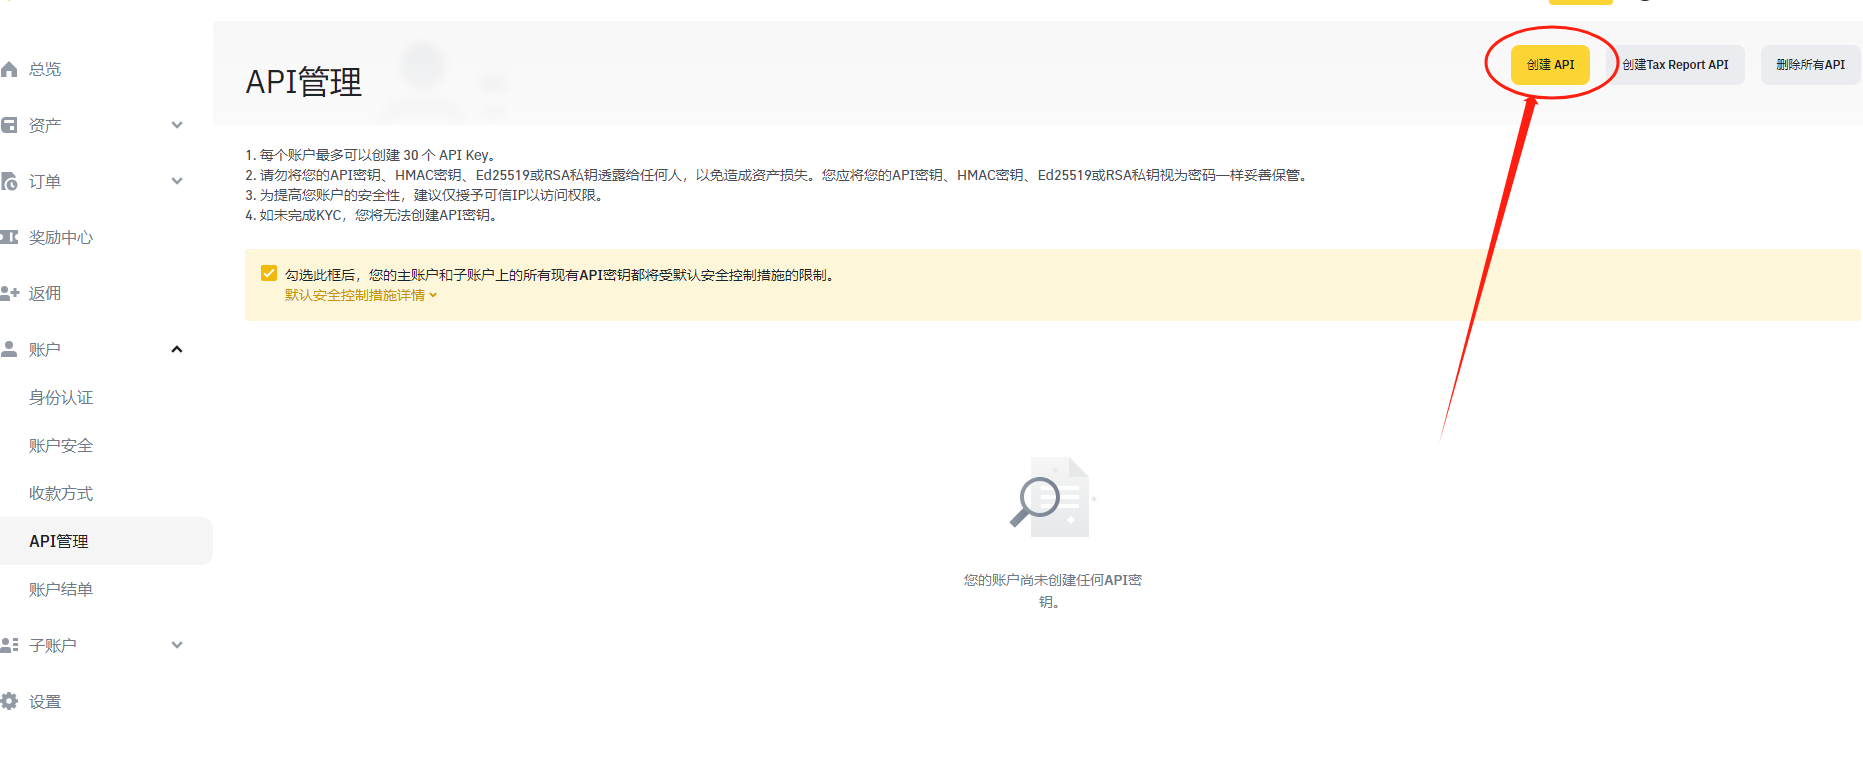 总览
资产
订单
奖励中心
返佣
账户
身份认证
账户安全
收款方式
API管理
账户结单
子账户
设置
API管理
创建 API
创建Tax Report API
删除所有API
1. 每个账户最多可以创建 30 个 API Key。
2. 请勿将您的API密钥、HMAC密钥、Ed25519或RSA私钥透露给任何人，以免造成资产损失。您应将您的API密钥、HMAC密钥、Ed25519或RSA私钥视为密码一样妥善保管。
3. 为提高您账户的安全性，建议仅授予可信IP以访问权限。
4. 如未完成KYC，您将无法创建API密钥。
勾选此框后，您的主账户和子账户上的所有现有API密钥都将受默认安全控制措施的限制。
默认安全控制措施详情
您的账户尚未创建任何API密
钥。